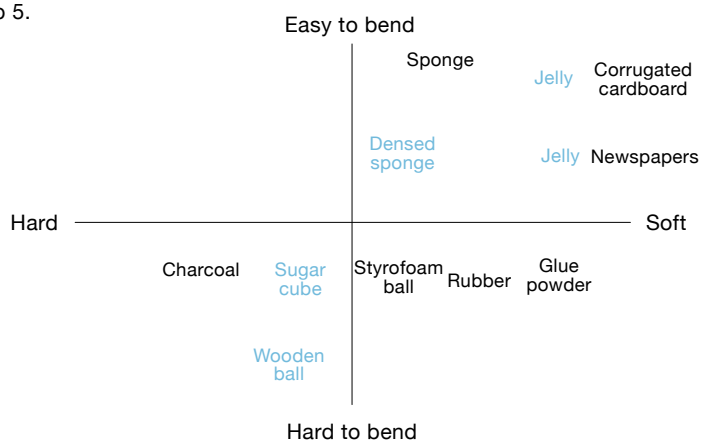 5.
Easy to bend
Sponge
Jelly
Corrugated
cardboard
Densed
sponge
Jelly
Newspapers
Hard
Soft
Charcoal
Sugar
cube
Styrofoam
ball
Rubber
Glue
powder
Wooden
ball
Hard to bend